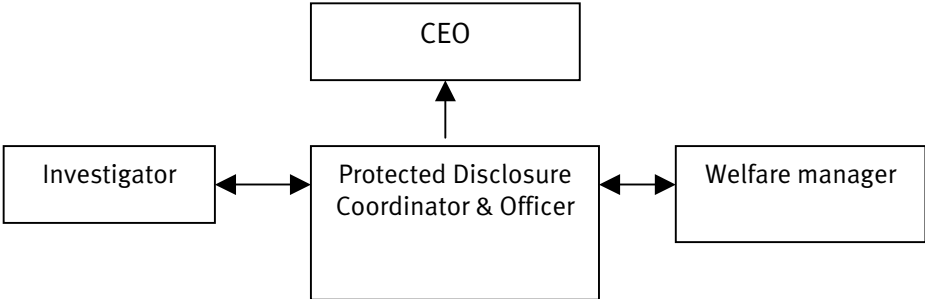 CEO
Investigator
Protected Disclosure
Coordinator & Officer
Welfare manager